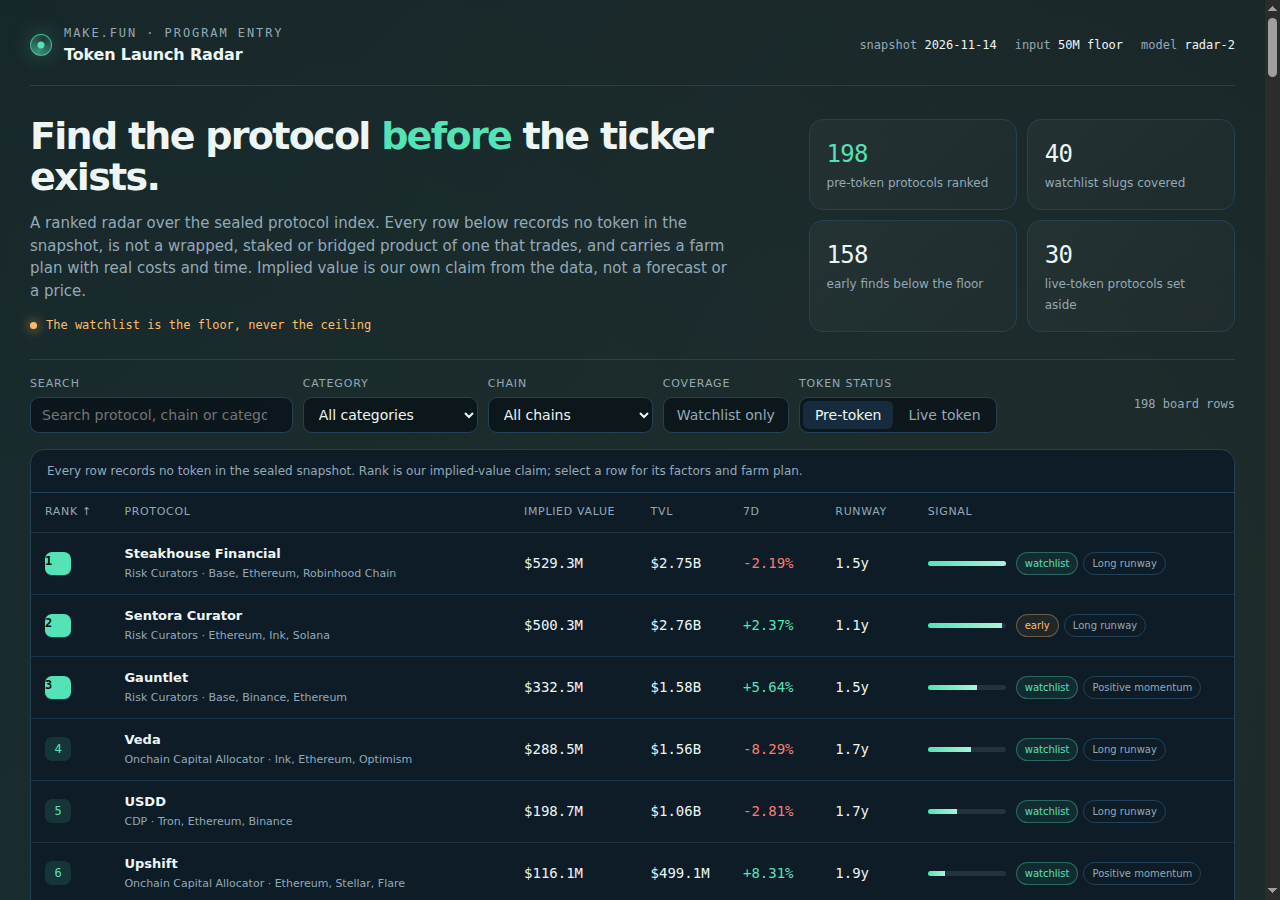 MAKE.FUN · PROGRAM ENTRY
Token Launch Radar
snapshot 2026-11-14 input 50M floor model radar-2
Find the protocol before the ticker
exists.
A ranked radar over the sealed protocol index. Every row below records no token in the
snapshot, is not a wrapped, staked or bridged product of one that trades, and carries a farm
plan with real costs and time. Implied value is our own claim from the data, not a forecast or
a price.
The watchlist is the floor, never the ceiling
198
pre-token protocols ranked
40
watchlist slugs covered
158
early finds below the floor
30
live-token protocols set
aside
SEARCH CATEGORY CHAIN COVERAGE TOKEN STATUS
Search protocol, chain or catego All categories All chains Watchlist only Pre-token Live token
198 board rows
Every row records no token in the sealed snapshot. Rank is our implied-value claim; select a row for its factors and farm plan.
RANK ↑ PROTOCOL IMPLIED VALUE TVL 7D RUNWAY SIGNAL
1 Steakhouse Financial $529.3M $2.75B -2.19% 1.5y watchlist Long runway
Risk Curators · Base, Ethereum, Robinhood Chain
2 Sentora Curator $500.3M $2.76B +2.37% 1.1y early Long runway
Risk Curators · Ethereum, Ink, Solana
3 Gauntlet $332.5M $1.58B +5.64% 1.5y watchlist Positive momentum
Risk Curators · Base, Binance, Ethereum
4 Veda $288.5M $1.56B -8.29% 1.7y watchlist Long runway
Onchain Capital Allocator · Ink, Ethereum, Optimism
5 USDD $198.7M $1.06B -2.81% 1.7y watchlist Long runway
CDP · Tron, Ethereum, Binance
6 Upshift $116.1M $499.1M +8.31% 1.9y watchlist Positive momentum
Onchain Capital Allocator · Ethereum, Stellar, Flare